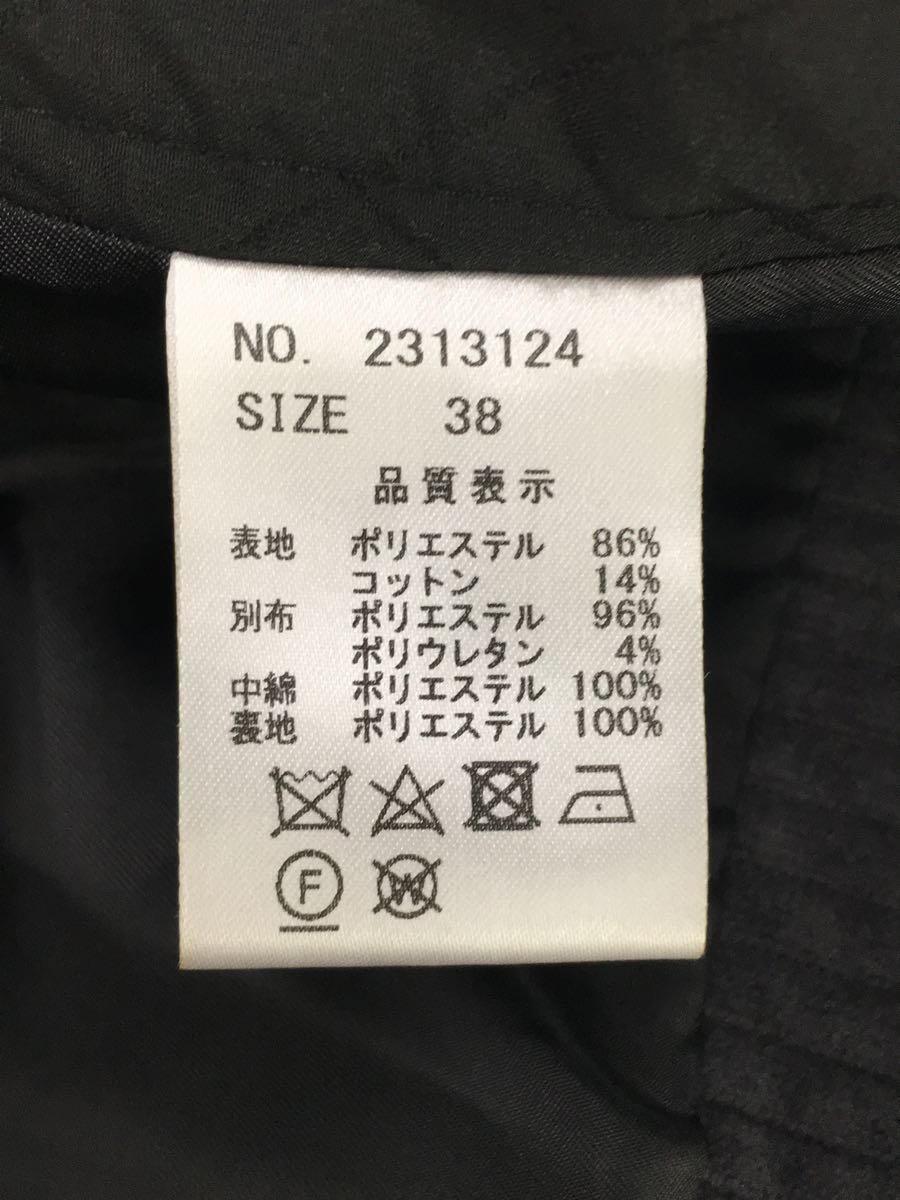 NO. 2313124
SIZE 38
品質表示
表地 ポリエステル 86%
コットン 14%
別布 ポリエステル 96%
ポリウレタン 4%
中綿 ポリエステル 100%
裏地 ポリエステル 100%
F W